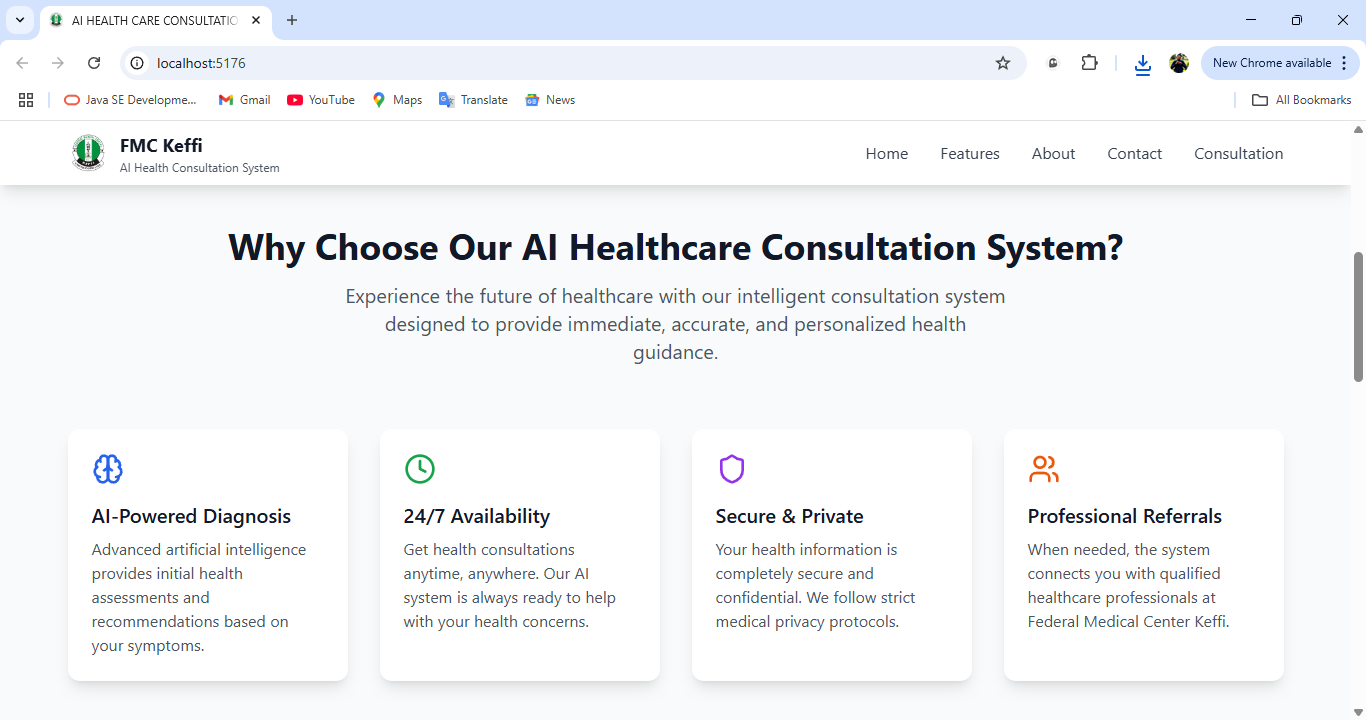 AI HEALTH CARE CONSULTATIO
localhost:5176
New Chrome available
Java SE Developme...
Gmail
YouTube
Maps
Translate
News
All Bookmarks
FMC Keffi
AI Health Consultation System
Home
Features
About
Contact
Consultation
Why Choose Our AI Healthcare Consultation System?
Experience the future of healthcare with our intelligent consultation system
designed to provide immediate, accurate, and personalized health
guidance.
AI-Powered Diagnosis
Advanced artificial intelligence
provides initial health
assessments and
recommendations based on
your symptoms.
24/7 Availability
Get health consultations
anytime, anywhere. Our AI
system is always ready to help
with your health concerns.
Secure & Private
Your health information is
completely secure and
confidential. We follow strict
medical privacy protocols.
Professional Referrals
When needed, the system
connects you with qualified
healthcare professionals at
Federal Medical Center Keffi.